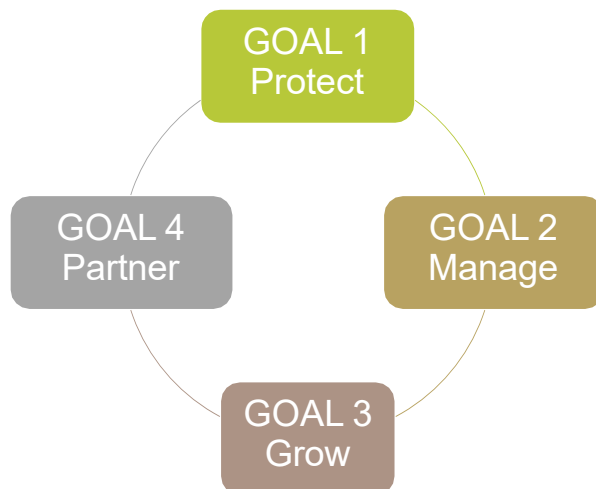 GOAL 1
Protect
GOAL 2
Manage
GOAL 3
Grow
GOAL 4
Partner